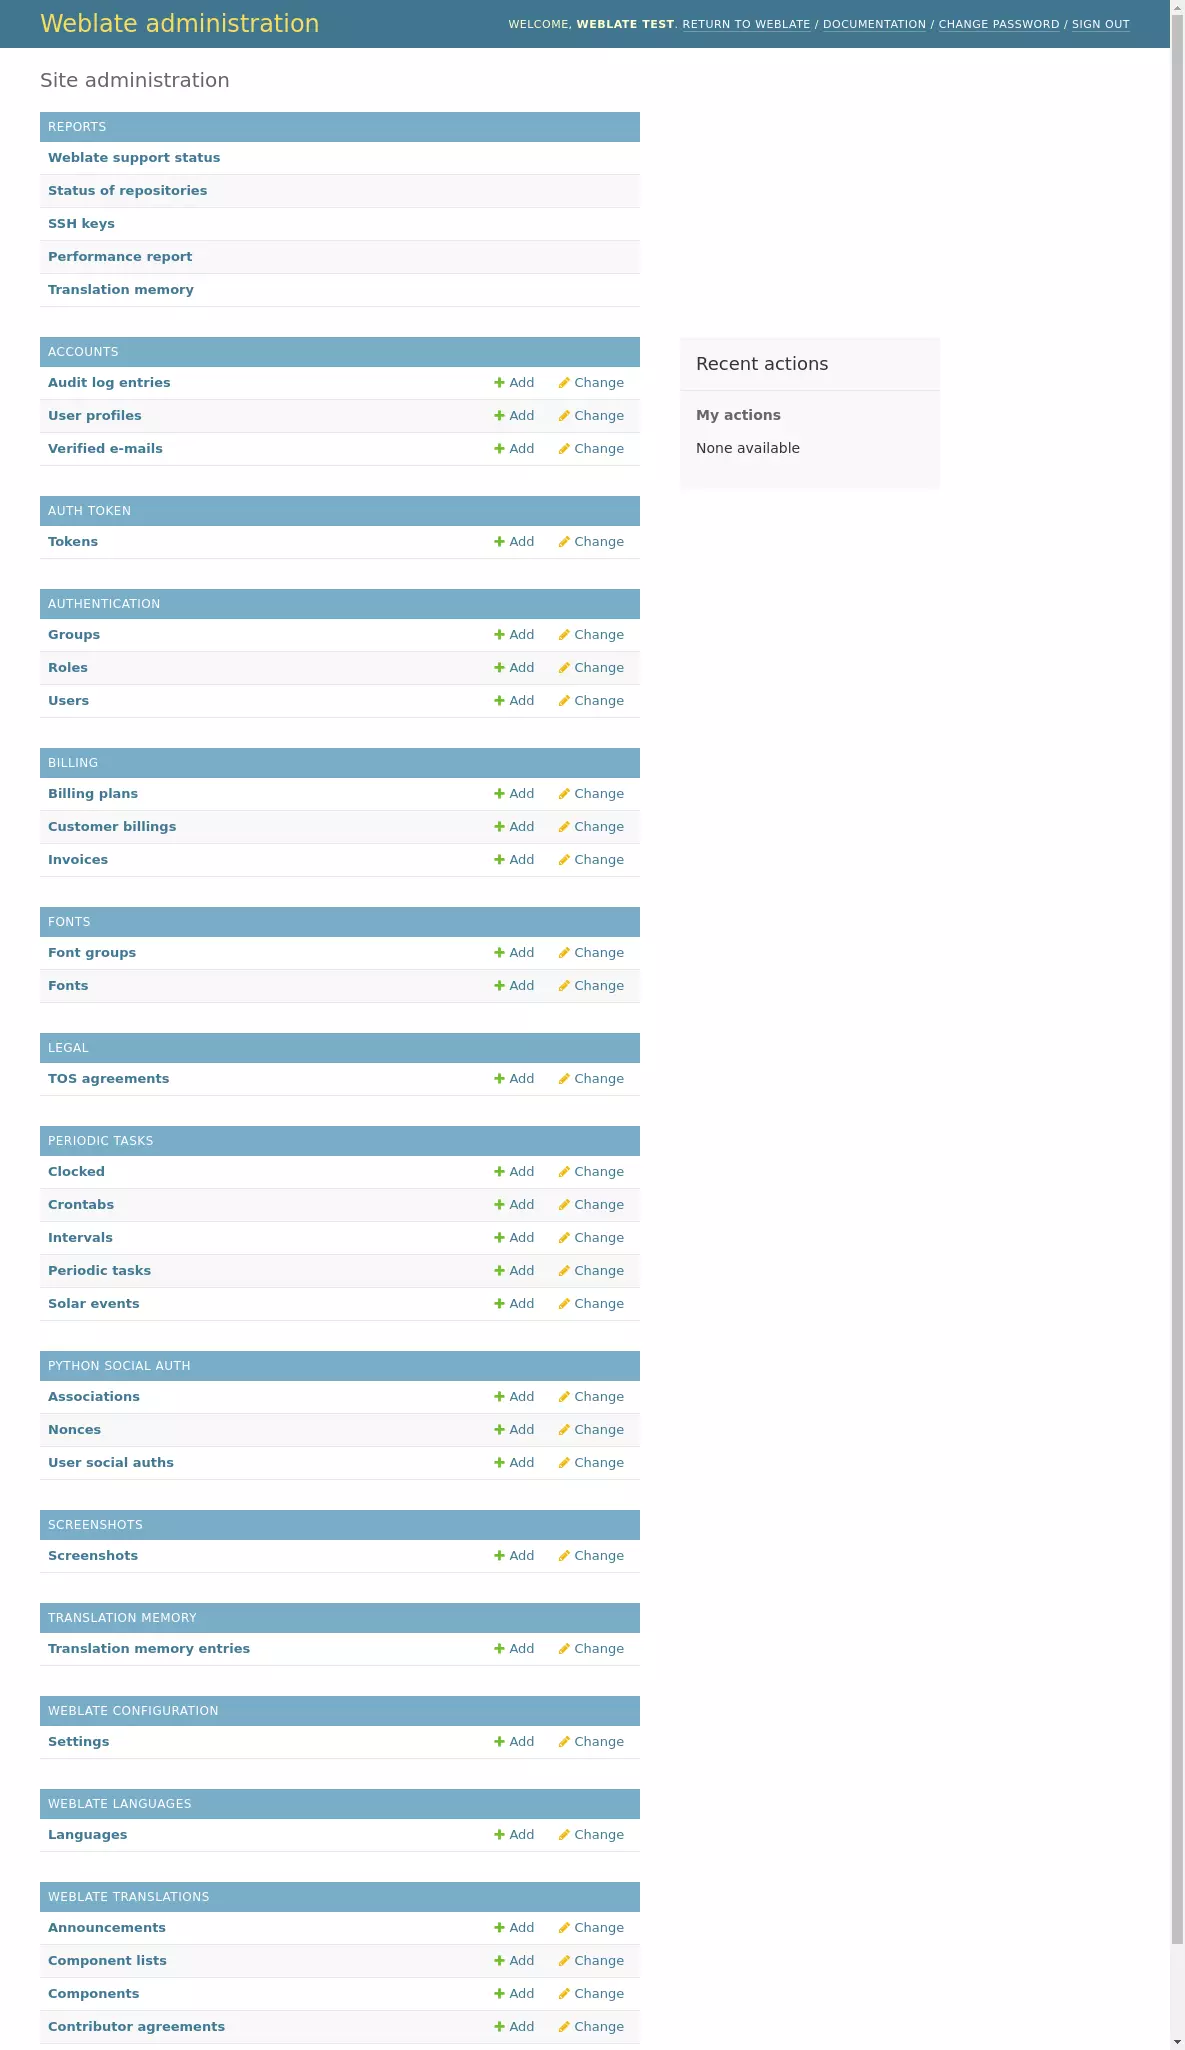 Weblate administration
WELCOME, WEBLATE TEST. RETURN TO WEBLATE / DOCUMENTATION / CHANGE PASSWORD / SIGN OUT
Site administration
REPORTS
Weblate support status
Status of repositories
SSH keys
Performance report
Translation memory
ACCOUNTS
Audit log entries Add Change
User profiles Add Change
Verified e-mails Add Change
Recent actions
My actions
None available
AUTH TOKEN
Tokens Add Change
AUTHENTICATION
Groups Add Change
Roles Add Change
Users Add Change
BILLING
Billing plans Add Change
Customer billings Add Change
Invoices Add Change
FONTS
Font groups Add Change
Fonts Add Change
LEGAL
TOS agreements Add Change
PERIODIC TASKS
Clocked Add Change
Crontabs Add Change
Intervals Add Change
Periodic tasks Add Change
Solar events Add Change
PYTHON SOCIAL AUTH
Associations Add Change
Nonces Add Change
User social auths Add Change
SCREENSHOTS
Screenshots Add Change
TRANSLATION MEMORY
Translation memory entries Add Change
WEBLATE CONFIGURATION
Settings Add Change
WEBLATE LANGUAGES
Languages Add Change
WEBLATE TRANSLATIONS
Announcements Add Change
Component lists Add Change
Components Add Change
Contributor agreements Add Change